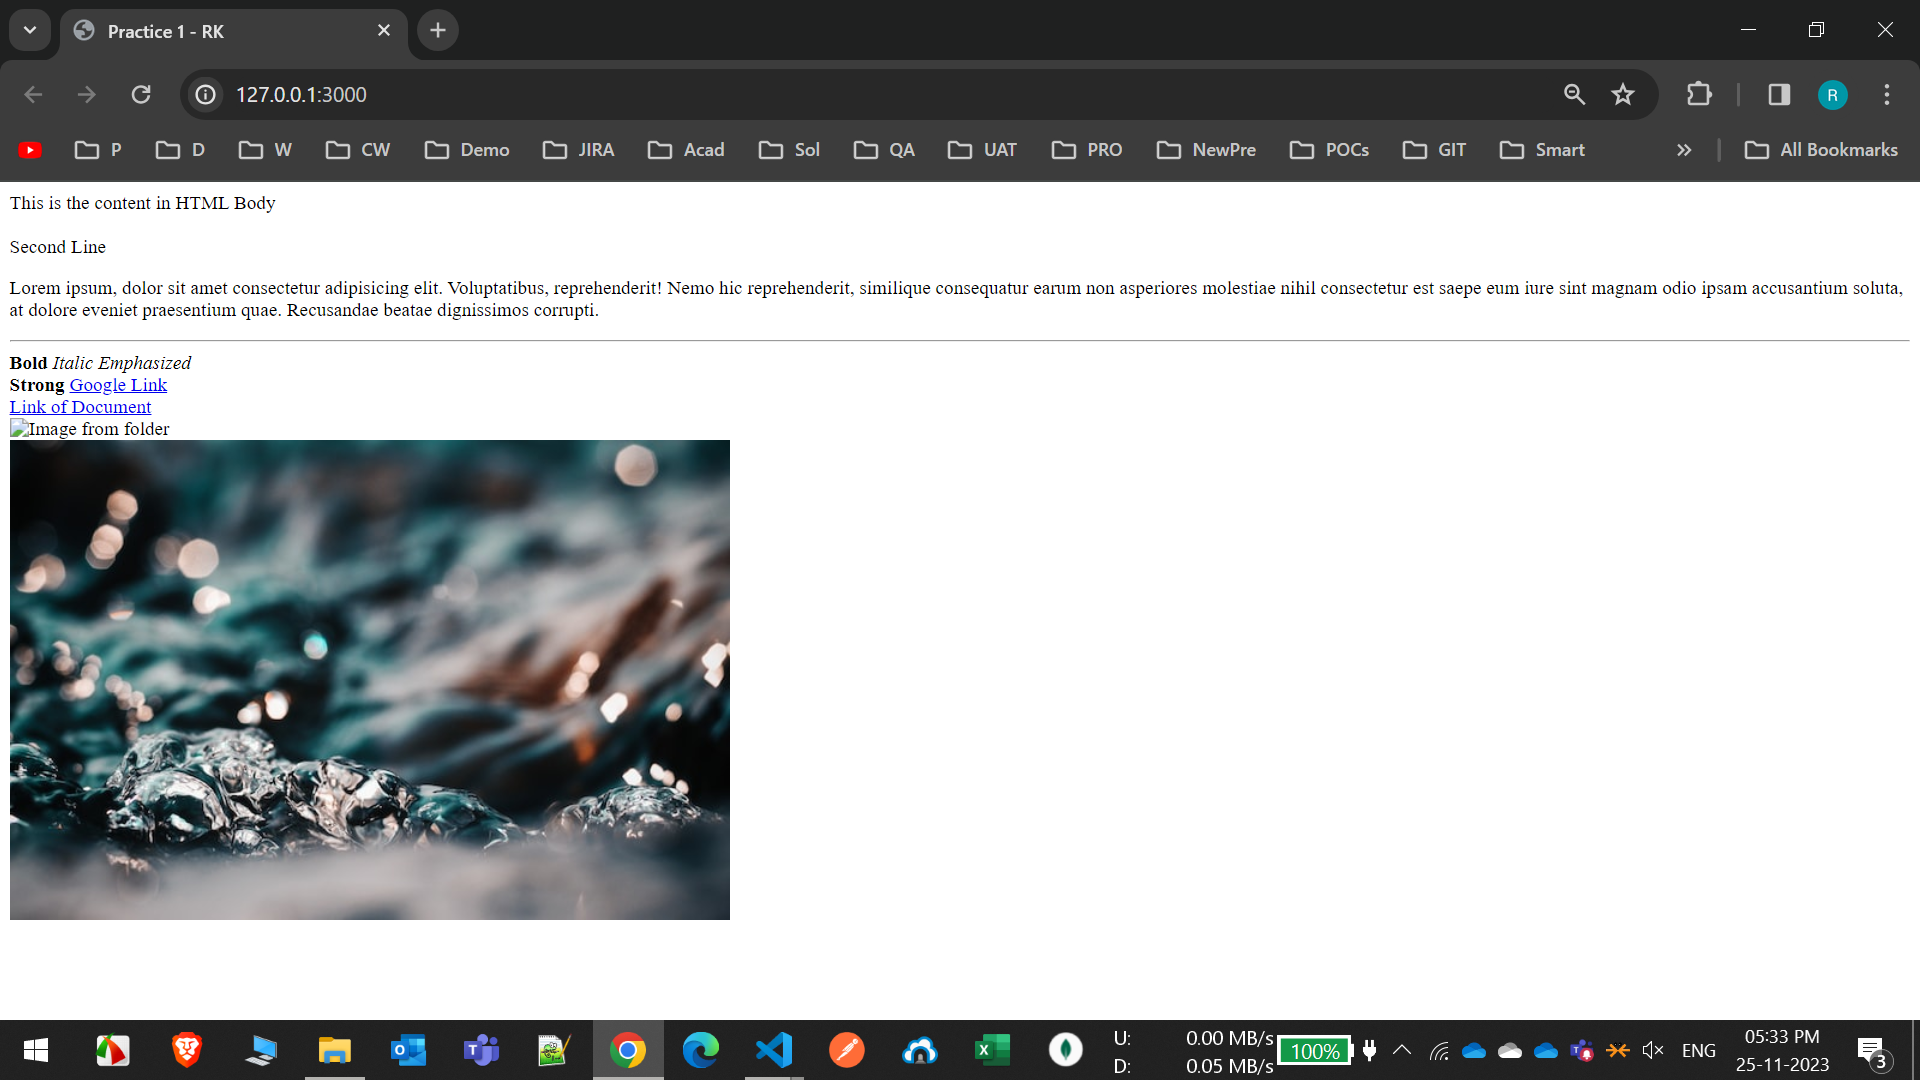 Practice 1 - RK
127.0.0.1:3000
R
P D W CW Demo JIRA Acad Sol QA UAT PRO NewPre POCs GIT Smart » All Bookmarks
This is the content in HTML Body
Second Line
Lorem ipsum, dolor sit amet consectetur adipisicing elit. Voluptatibus, reprehenderit! Nemo hic reprehenderit, similique consequatur earum non asperiores molestiae nihil consectetur est saepe eum iure sint magnam odio ipsam accusantium soluta,
at dolore eveniet praesentium quae. Recusandae beatae dignissimos corrupti.
Bold Italic Emphasized
Strong Google Link
Link of Document
Image from folder
U: 0.00 MB/s
D: 0.05 MB/s
100%
ENG
05:33 PM
25-11-2023
3